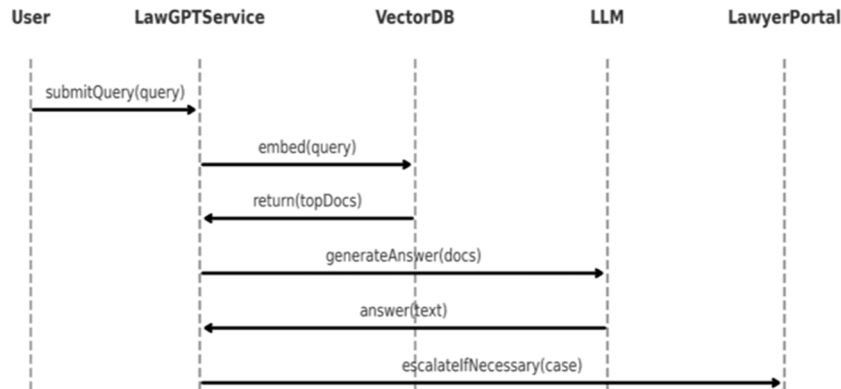 User LawGPTService VectorDB LLM LawyerPortal
submitQuery(query)
embed(query)
return(topDocs)
generateAnswer(docs)
answer(text)
escalateIfNecessary(case)